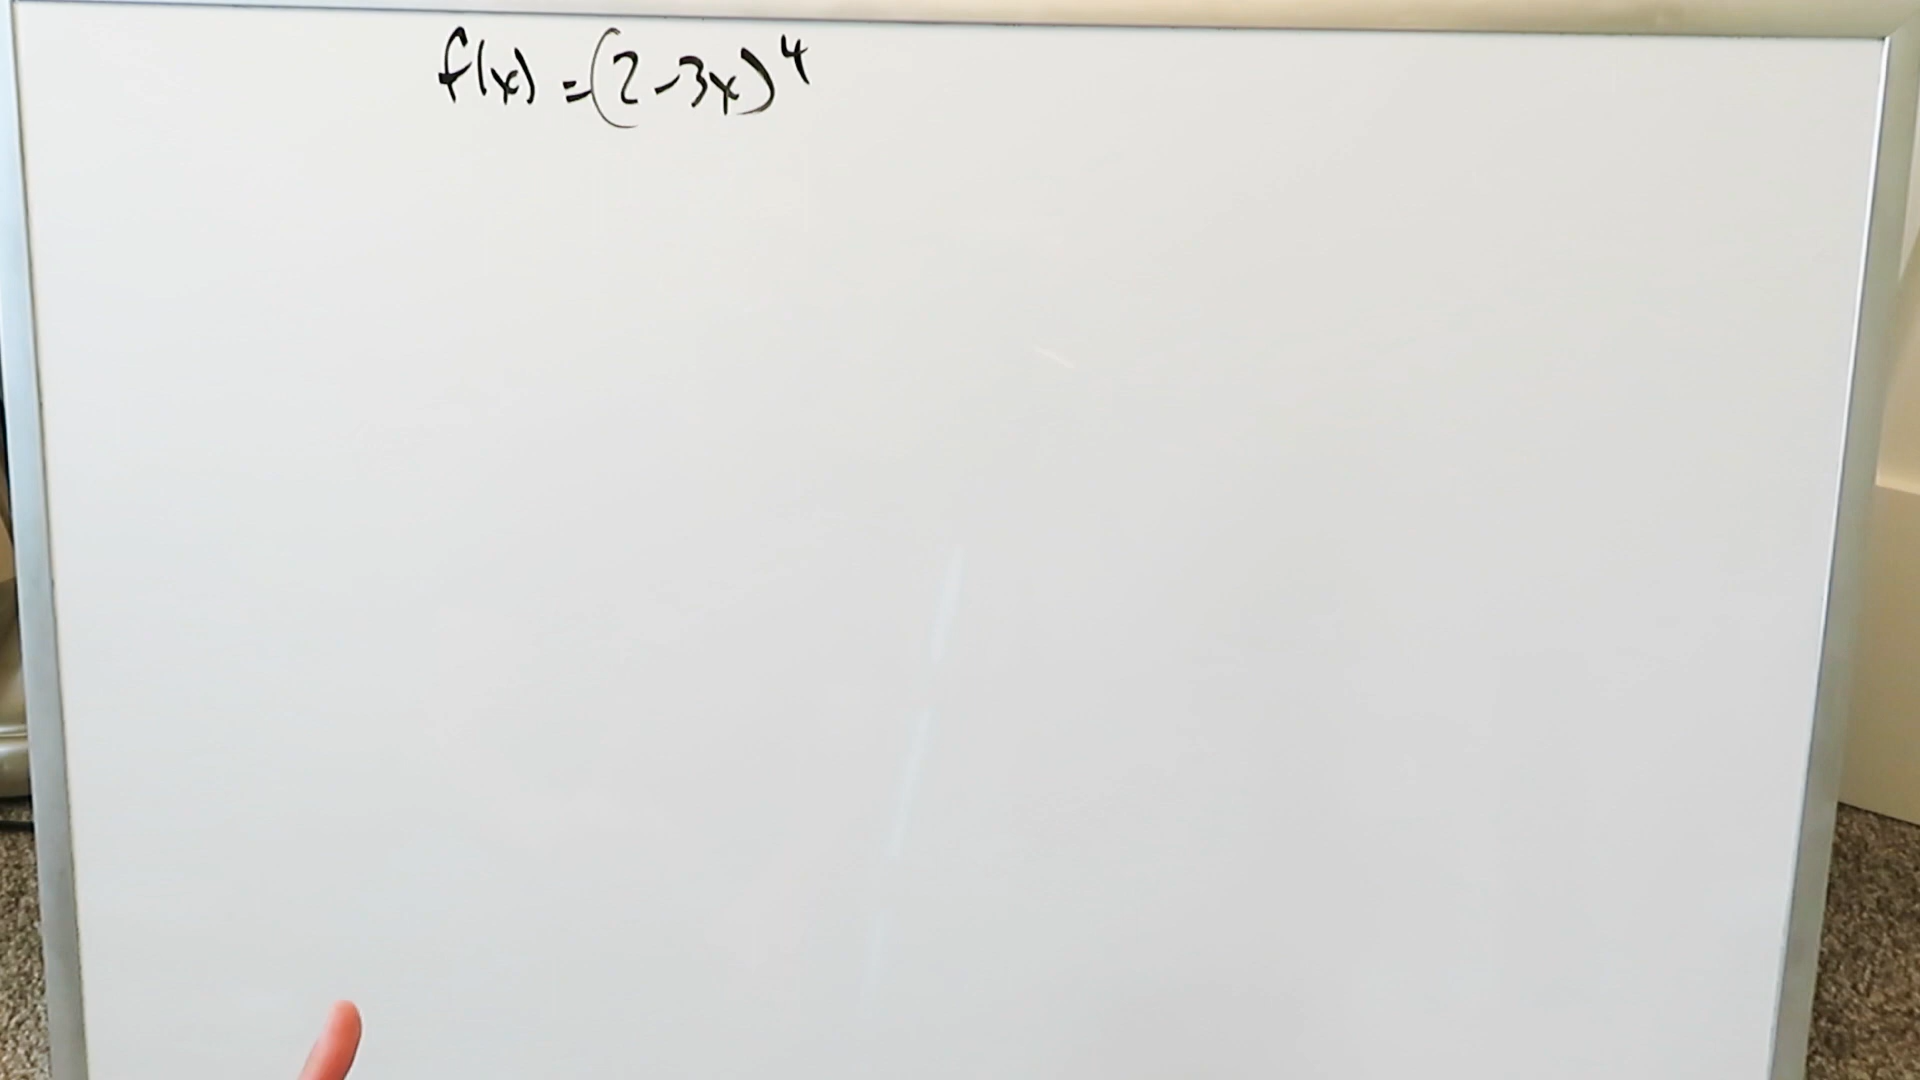 f(x) = (2-3x)⁴